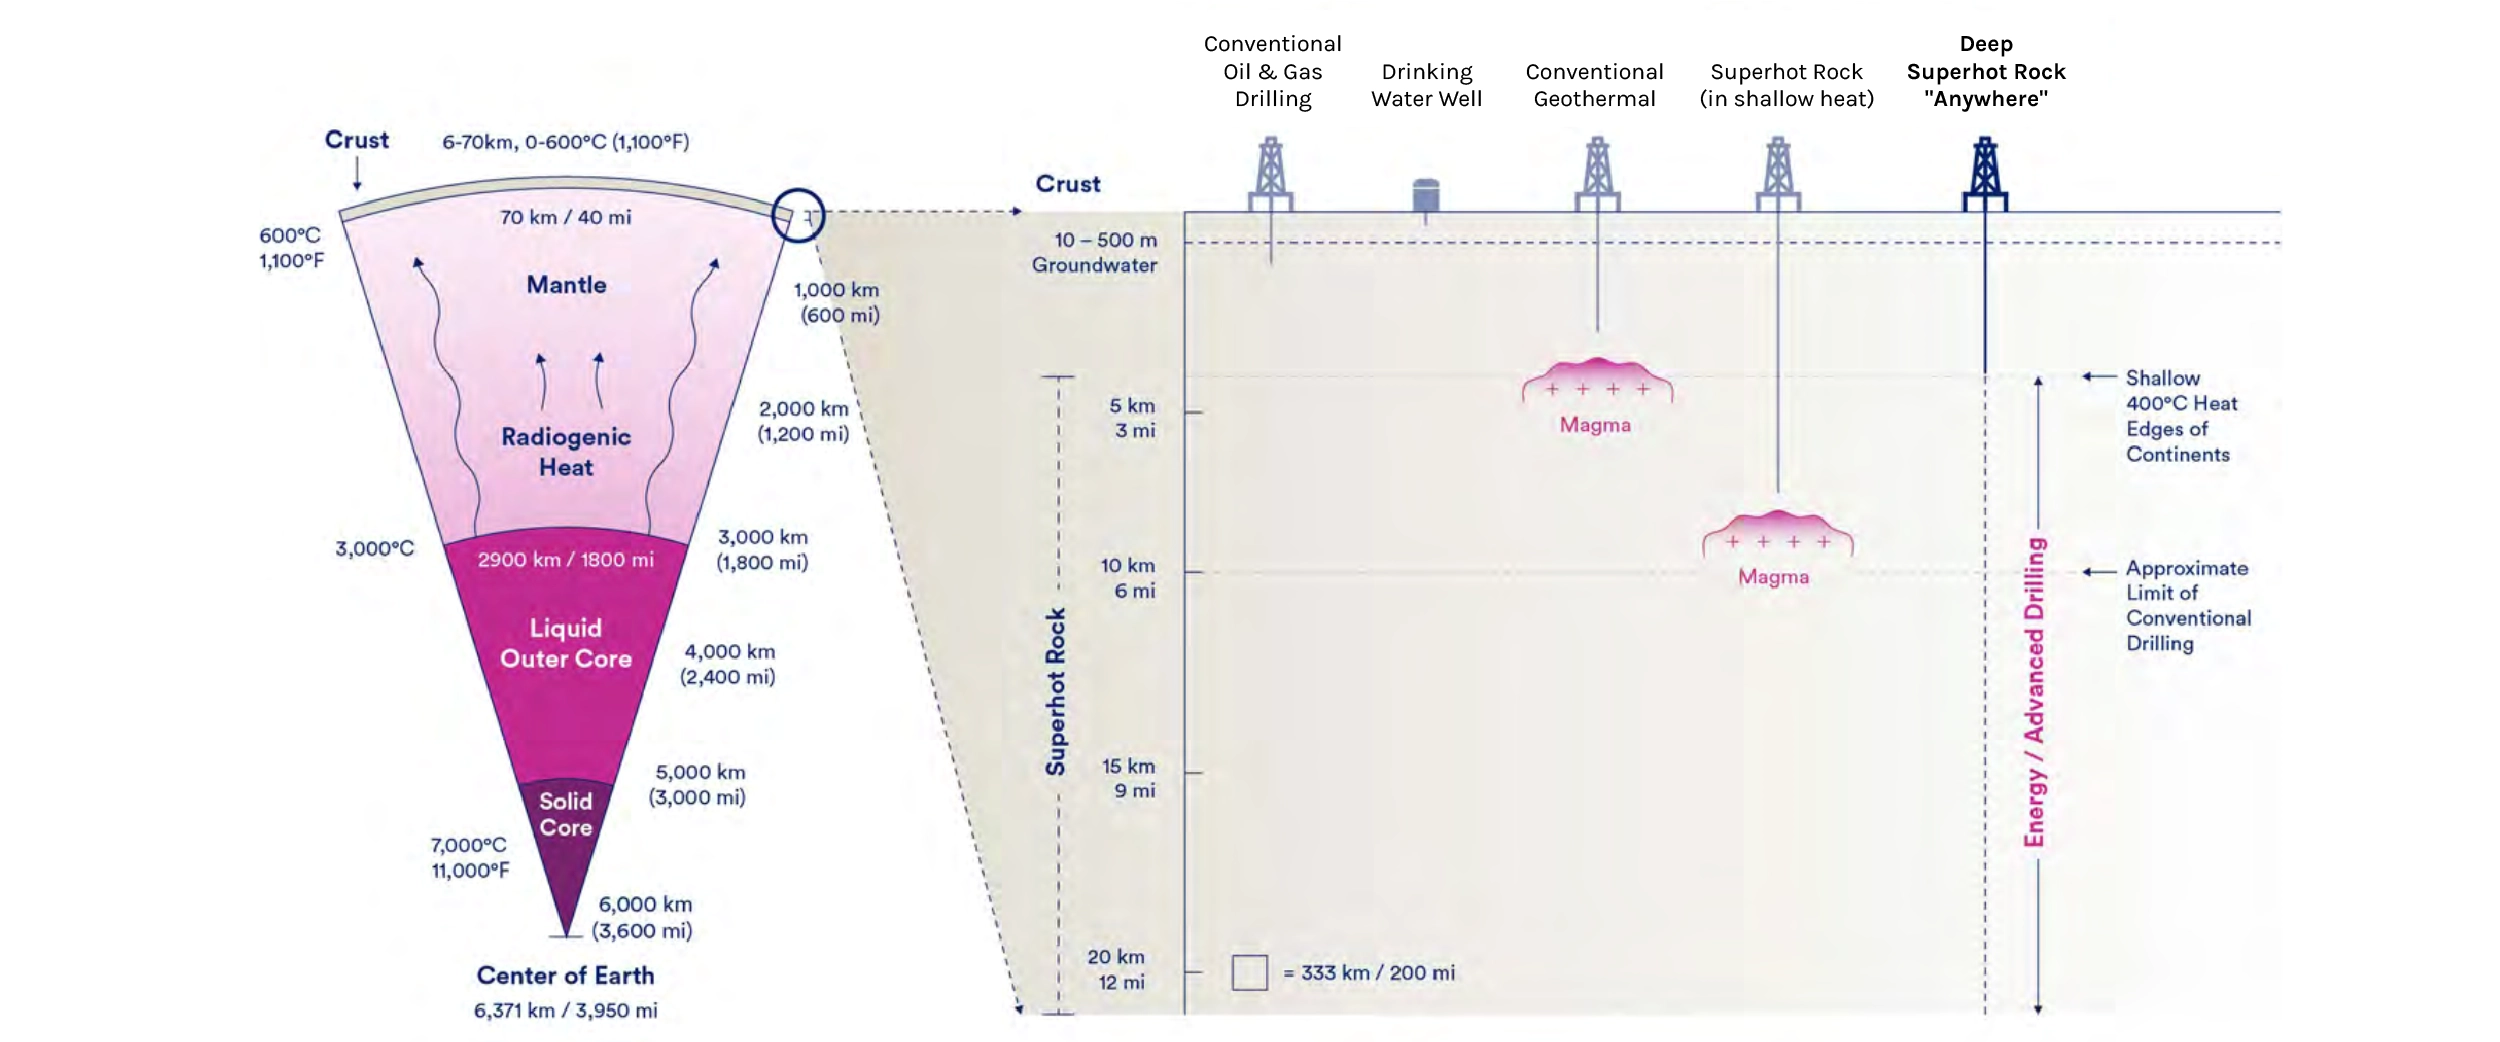 Crust
6-70km, 0-600°C (1,100°F)
70 km / 40 mi
600°C
1,100°F
Mantle
1,000 km
(600 mi)
2,000 km
(1,200 mi)
Radiogenic
Heat
3,000°C
2900 km / 1800 mi
3,000 km
(1,800 mi)
Liquid
Outer Core
4,000 km
(2,400 mi)
5,000 km
(3,000 mi)
Solid
Core
7,000°C
11,000°F
6,000 km
(3,600 mi)
Center of Earth
6,371 km / 3,950 mi
Conventional
Oil & Gas
Drilling
Drinking
Water Well
Conventional
Geothermal
Superhot Rock
(in shallow heat)
Deep
Superhot Rock
"Anywhere"
Crust
10 – 500 m
Groundwater
5 km
3 mi
10 km
6 mi
15 km
9 mi
20 km
12 mi
Superhot Rock
+ + + +
Magma
+ + + +
Magma
= 333 km / 200 mi
Energy / Advanced Drilling
Shallow
400°C Heat
Edges of
Continents
Approximate
Limit of
Conventional
Drilling